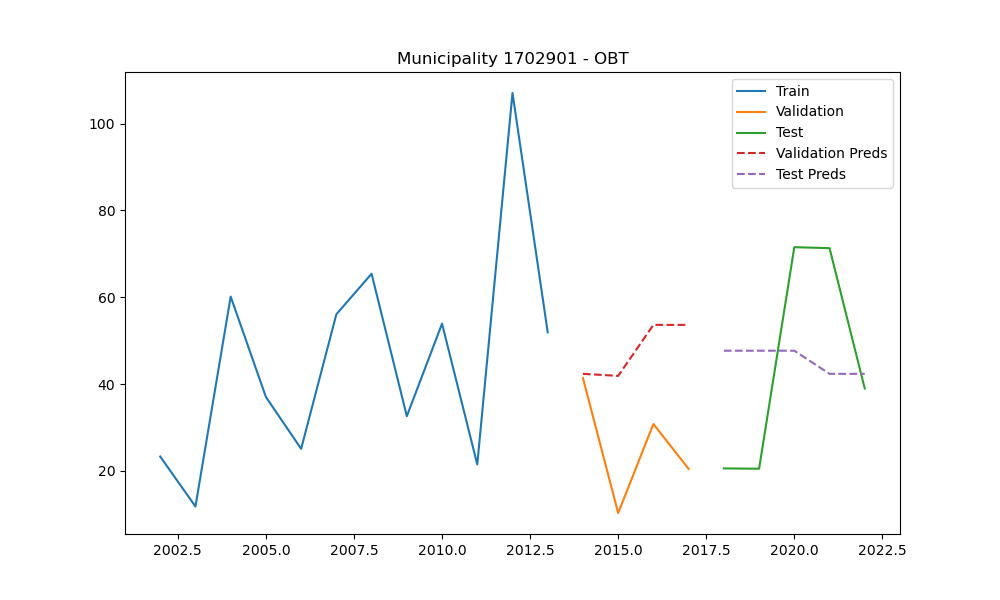 Municipality 1702901 - OBT
Train
Validation
Test
Validation Preds
Test Preds
100
80
60
40
20
2002.5 2005.0 2007.5 2010.0 2012.5 2015.0 2017.5 2020.0 2022.5